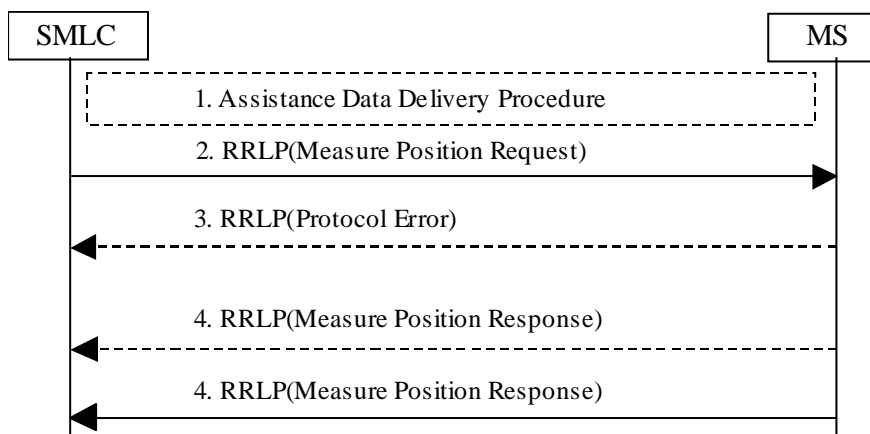 SMLC
MS
1. Assistance Data Delivery Procedure
2. RRLP(Measure Position Request)
3. RRLP(Protocol Error)
4. RRLP(Measure Position Response)
4. RRLP(Measure Position Response)